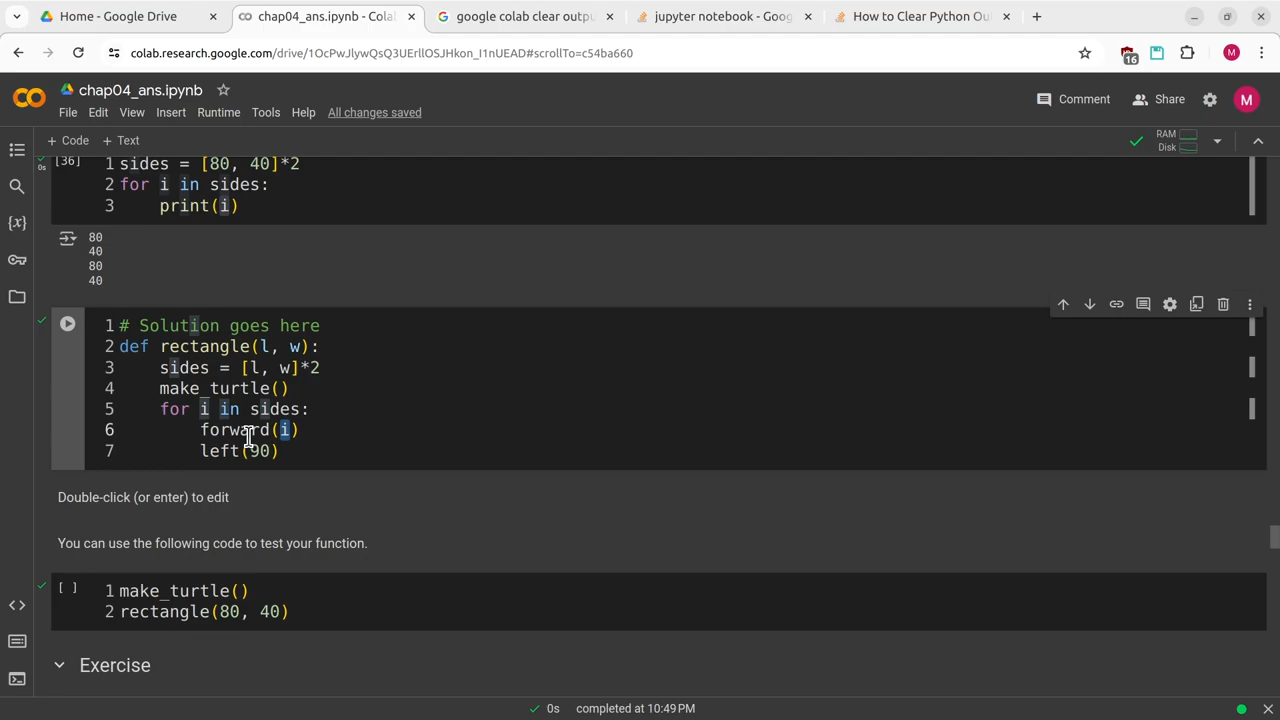 Home - Google Drive
chap04_ans.ipynb - Colab
google colab clear outpu
jupyter notebook - Goog
How to Clear Python Ou
colab.research.google.com/drive/1OcPwJlywQsQ3UErllOSJHkon_I1nUEAD#scrollTo=c54ba660
16
M
chap04_ans.ipynb
File Edit View Insert Runtime Tools Help All changes saved
Comment Share M
+ Code + Text
RAM
Disk
[36]
0s
1 sides = [80, 40]*2
2 for i in sides:
3 print(i)
80
40
80
40
1 # Solution goes here
2 def rectangle(l, w):
3 sides = [l, w]*2
4 make_turtle()
5 for i in sides:
6 forward(i)
7 left(90)
Double-click (or enter) to edit
You can use the following code to test your function.
[ ] 1 make_turtle()
2 rectangle(80, 40)
Exercise
0s completed at 10:49 PM